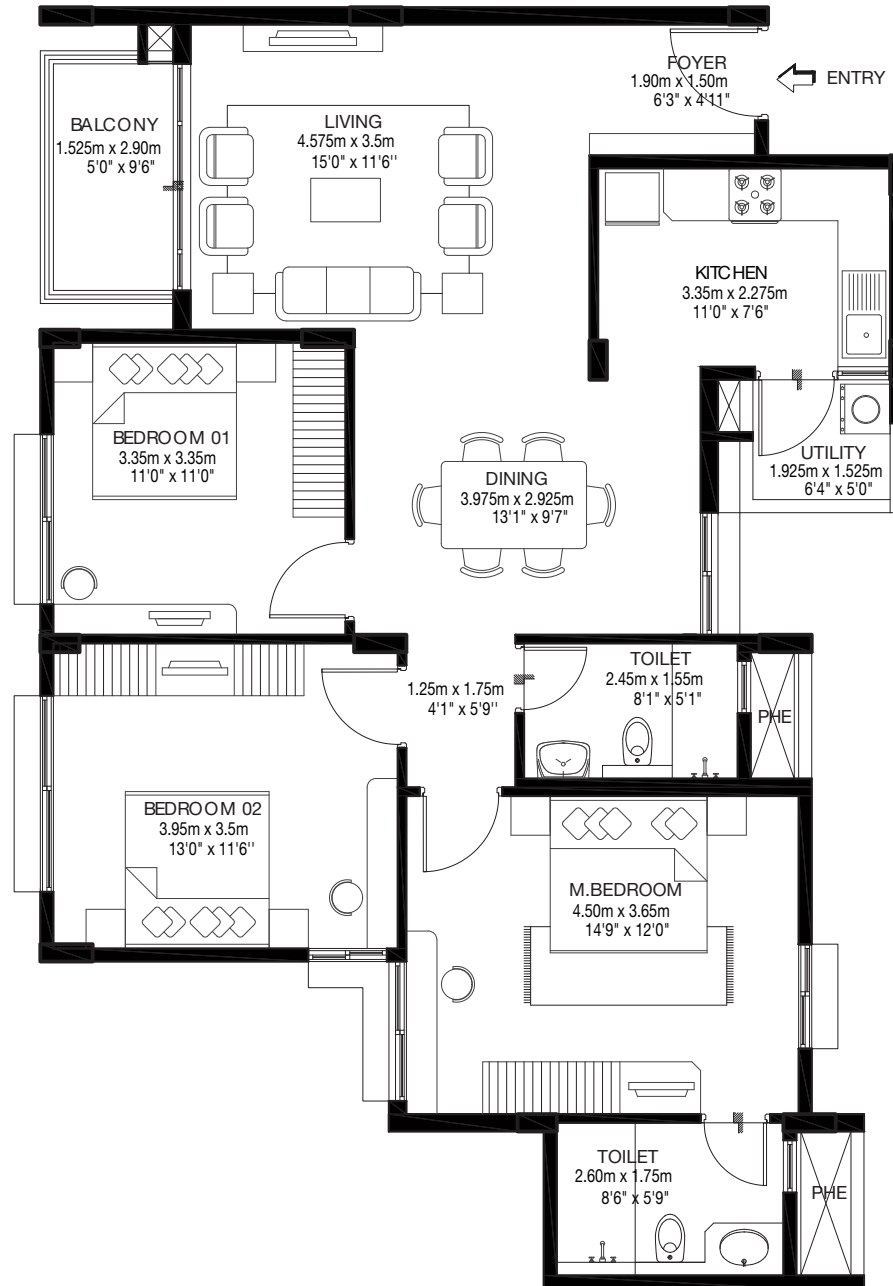 FOYER
1.90m x 1.50m
6'3" x 4'11"
ENTRY
BALCONY
1.525m x 2.90m
5'0" x 9'6"
LIVING
4.575m x 3.5m
15'0" x 11'6''
KITCHEN
3.35m x 2.275m
11'0" x 7'6"
BEDROOM 01
3.35m x 3.35m
11'0" x 11'0"
DINING
3.975m x 2.925m
13'1" x 9'7"
UTILITY
1.925m x 1.525m
6'4" x 5'0"
1.25m x 1.75m
4'1" x 5'9''
TOILET
2.45m x 1.55m
8'1" x 5'1"
PHE
BEDROOM 02
3.95m x 3.5m
13'0" x 11'6''
M.BEDROOM
4.50m x 3.65m
14'9" x 12'0"
TOILET
2.60m x 1.75m
8'6" x 5'9"
PHE